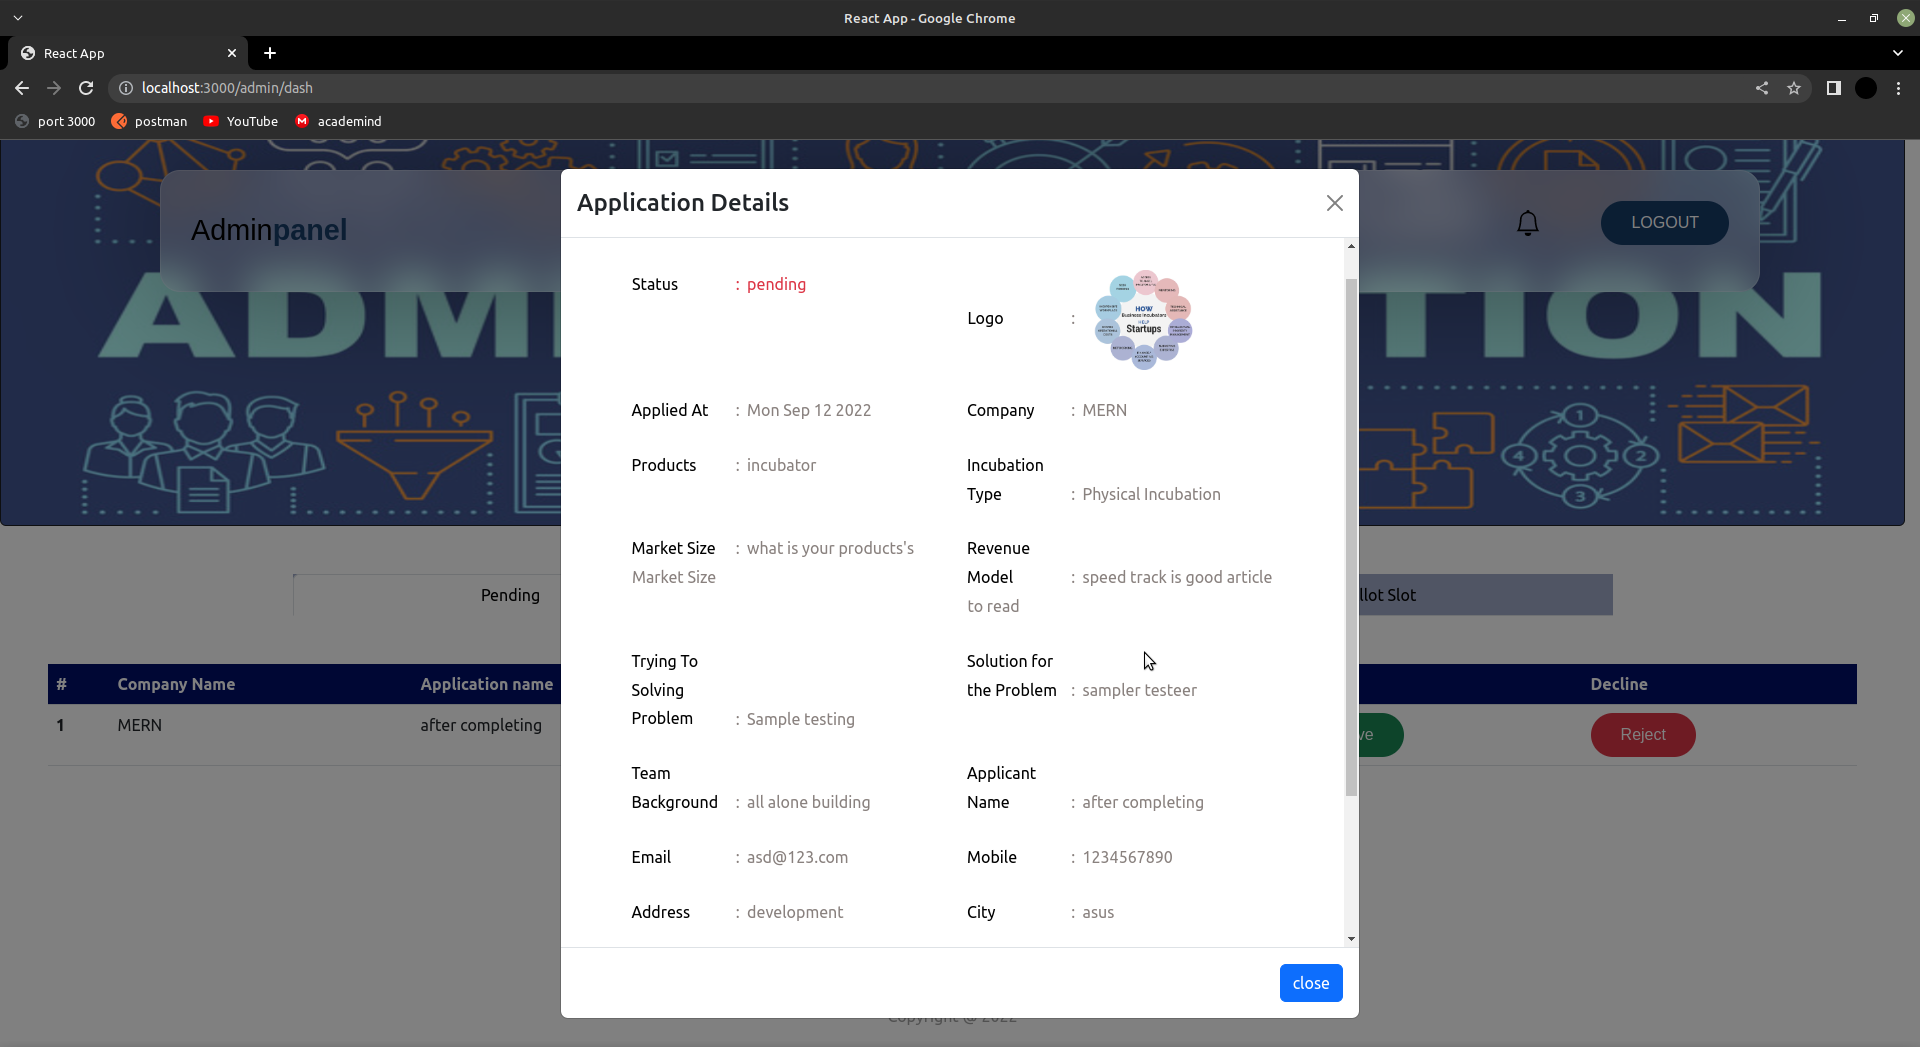 React App - Google Chrome
React App
localhost:3000/admin/dash
port 3000 postman YouTube academind
Adminpanel
LOGOUT
ADM
TION
1
4 2
3
Application Details
Status : pending
Logo :
HOW
Business Incubators
HELP
Startups
Applied At : Mon Sep 12 2022
Company : MERN
Products : incubator
Incubation
Type : Physical Incubation
Market Size : what is your products's
Market Size
Revenue
Model : speed track is good article
to read
Trying To
Solving
Problem : Sample testing
Solution for
the Problem : sampler testeer
Team
Background : all alone building
Applicant
Name : after completing
Email : asd@123.com
Mobile : 1234567890
Address : development
City : asus
close
Pending
llot Slot
# Company Name Application name Decline
1 MERN after completing ve Reject
Copyright @ 2022